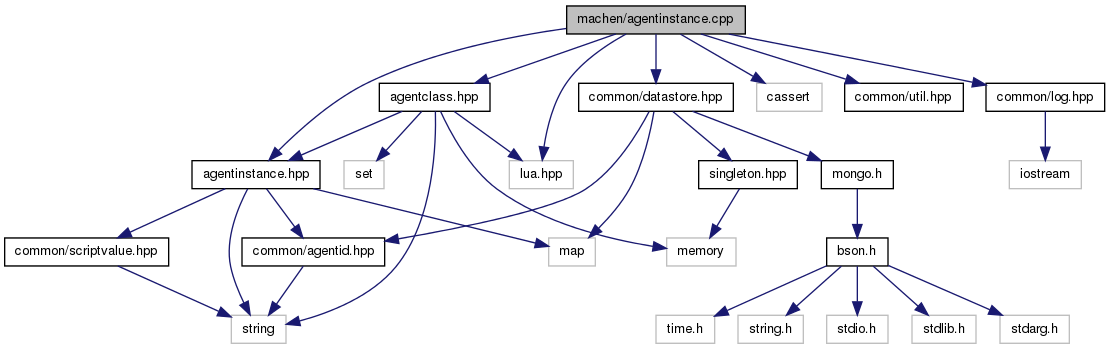 machen/agentinstance.cpp
agentclass.hpp
common/datastore.hpp
cassert
common/util.hpp
common/log.hpp
agentinstance.hpp
set
lua.hpp
singleton.hpp
mongo.h
iostream
common/scriptvalue.hpp
common/agentid.hpp
map
memory
bson.h
string
time.h
string.h
stdio.h
stdlib.h
stdarg.h